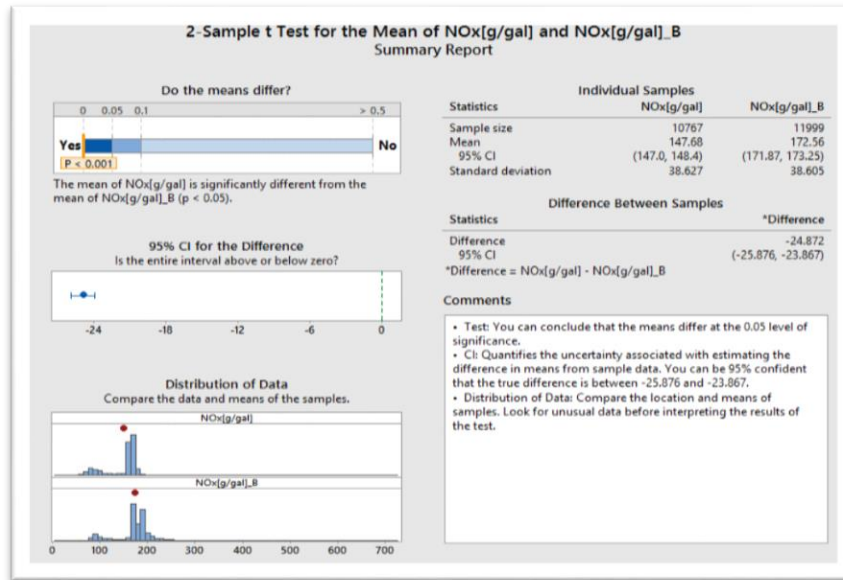 2-Sample t Test for the Mean of NOx[g/gal] and NOx[g/gal]_B
Summary Report
Do the means differ?
0 0.05 0.1 > 0.5
Yes No
P < 0.001
The mean of NOx[g/gal] is significantly different from the
mean of NOx[g/gal]_B (p < 0.05).
95% CI for the Difference
Is the entire interval above or below zero?
-24 -18 -12 -6 0
Distribution of Data
Compare the data and means of the samples.
NOx[g/gal]
NOx[g/gal]_B
0 100 200 300 400 500 600 700
Individual Samples
Statistics NOx[g/gal] NOx[g/gal]_B
Sample size 10767 11999
Mean 147.68 172.56
95% CI (147.0, 148.4) (171.87, 173.25)
Standard deviation 38.627 38.605
Difference Between Samples
Statistics *Difference
Difference -24.872
95% CI (-25.876, -23.867)
*Difference = NOx[g/gal] - NOx[g/gal]_B
Comments
• Test: You can conclude that the means differ at the 0.05 level of
significance.
• CI: Quantifies the uncertainty associated with estimating the
difference in means from sample data. You can be 95% confident
that the true difference is between -25.876 and -23.867.
• Distribution of Data: Compare the location and means of
samples. Look for unusual data before interpreting the results of
the test.